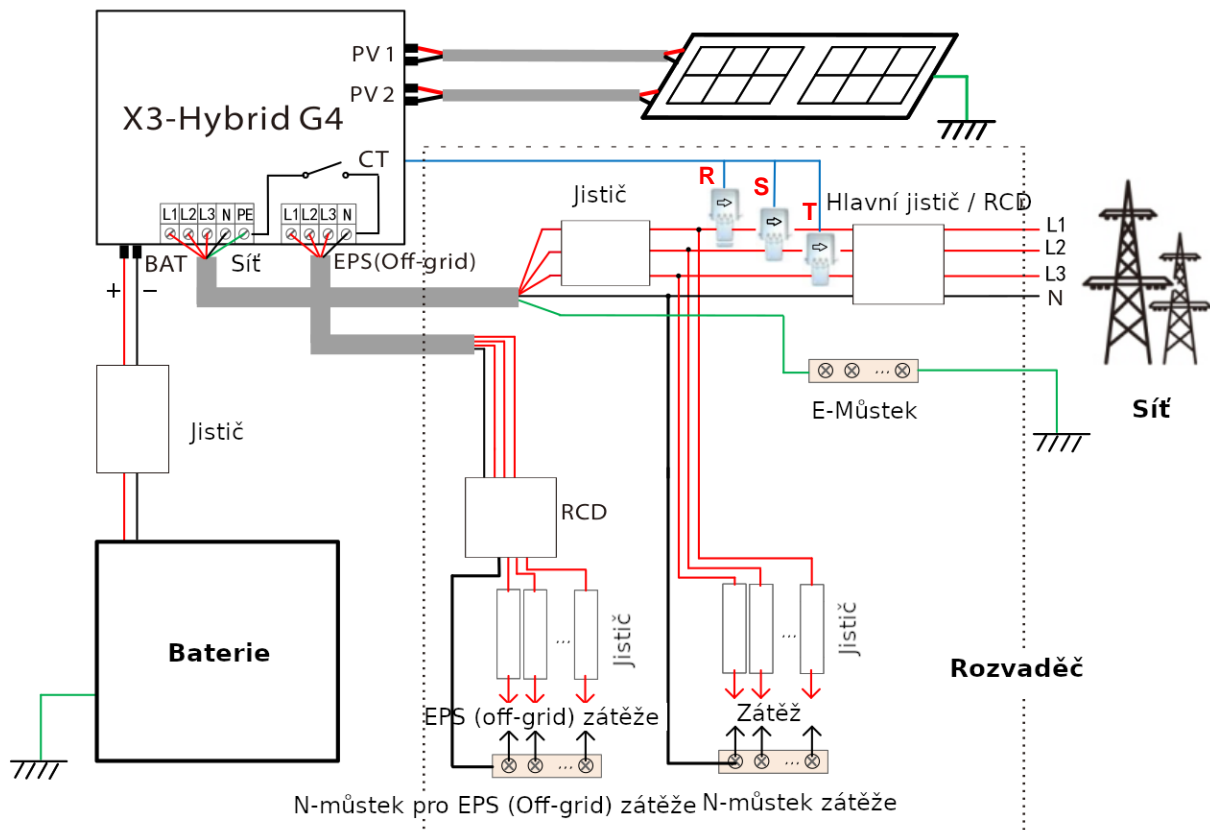 PV 1
PV 2
X3-Hybrid G4
CT
L1 L2 L3 N PE
L1 L2 L3 N
BAT
Síť
EPS(Off-grid)
+ −
R
S
T
Jistič
Hlavní jistič / RCD
L1
L2
L3
N
... 
E-Můstek
Síť
Jistič
RCD
Baterie
...
Jistič
...
Jistič
Rozvaděč
EPS (off-grid) zátěže
Zátěž
...
...
N-můstek pro EPS (Off-grid) zátěže
N-můstek zátěže